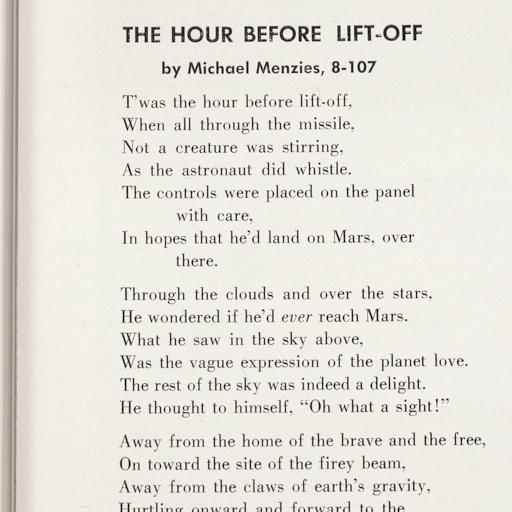 THE HOUR BEFORE LIFT-OFF
by Michael Menzies, 8-107
T'was the hour before lift-off,
When all through the missile,
Not a creature was stirring,
As the astronaut did whistle.
The controls were placed on the panel
with care,
In hopes that he'd land on Mars, over
there.
Through the clouds and over the stars,
He wondered if he'd ever reach Mars.
What he saw in the sky above,
Was the vague expression of the planet love.
The rest of the sky was indeed a delight.
He thought to himself, "Oh what a sight!"
Away from the home of the brave and the free,
On toward the site of the firey beam,
Away from the claws of earth's gravity,
Hurtling onward and forward to the